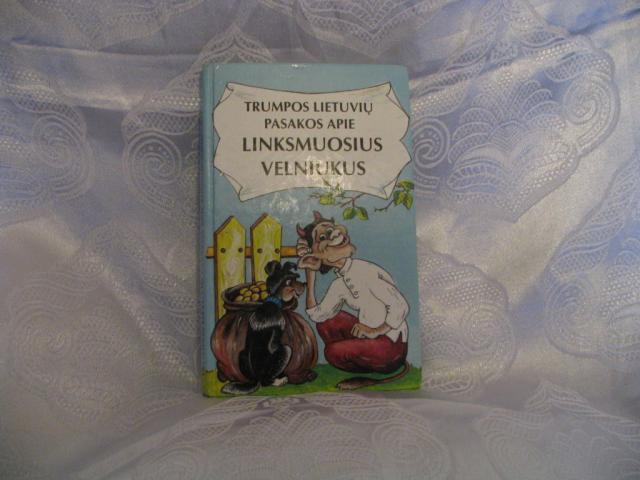 TRUMPOS LIETUVIŲ
PASAKOS APIE
LINKSMUOSIUS
VELNIUKUS